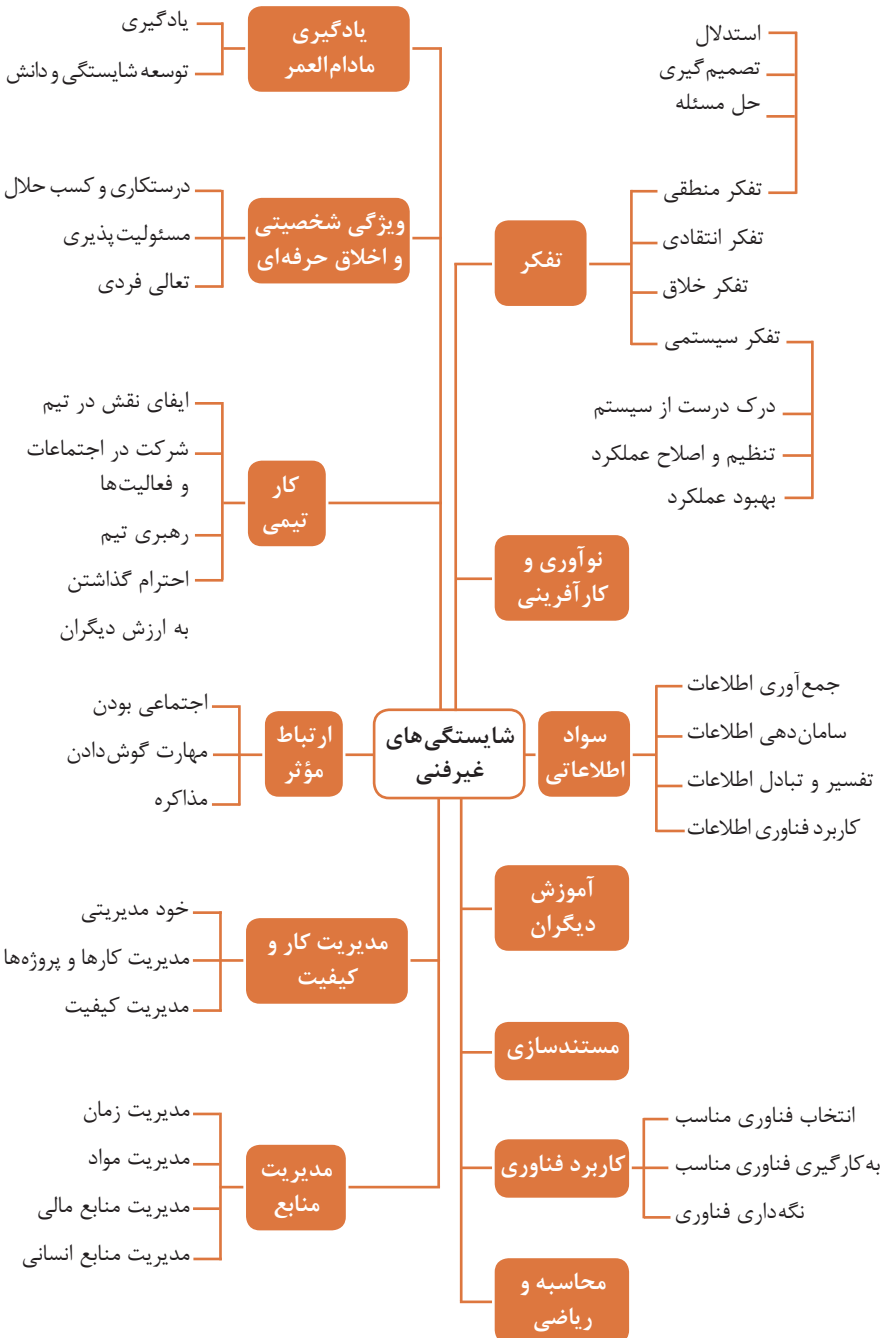 شایستگی‌های
غیرفنی
استدلال
تصمیم‌گیری
حل مسئله
تفکر منطقی
تفکر انتقادی
تفکر خلاق
تفکر سیستمی
تفکر
درک درست از سیستم
تنظیم و اصلاح عملکرد
بهبود عملکرد
نوآوری و
کارآفرینی
سواد
اطلاعاتی
جمع‌آوری اطلاعات
سامان‌دهی اطلاعات
تفسیر و تبادل اطلاعات
کاربرد فناوری اطلاعات
آموزش
دیگران
مستندسازی
کاربرد فناوری
انتخاب فناوری مناسب
به‌کارگیری فناوری مناسب
نگه‌داری فناوری
محاسبه و
ریاضی
یادگیری
مادام‌العمر
یادگیری
توسعه شایستگی و دانش
ویژگی شخصیتی
و اخلاق حرفه‌ای
درستکاری و کسب حلال
مسئولیت‌پذیری
تعالی فردی
کار
تیمی
ایفای نقش در تیم
شرکت در اجتماعات
و فعالیت‌ها
رهبری تیم
احترام گذاشتن
به ارزش دیگران
ارتباط
مؤثر
اجتماعی بودن
مهارت گوش‌دادن
مذاکره
مدیریت کار و
کیفیت
خود مدیریتی
مدیریت کارها و پروژه‌ها
مدیریت کیفیت
مدیریت
منابع
مدیریت زمان
مدیریت مواد
مدیریت منابع مالی
مدیریت منابع انسانی